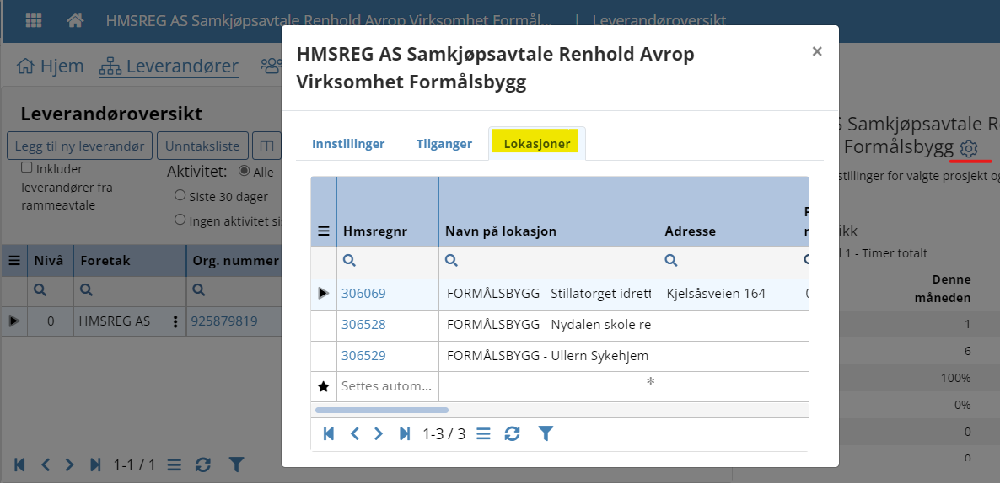 HMSREG AS Samkjøpsavtale Renhold Avrop Virksomhet Formål... | Leverandøroversikt
Hjem Leverandører
Leverandøroversikt
Legg til ny leverandør Unntaksliste
Inkluder leverandører fra rammeavtale
Aktivitet: Alle
Siste 30 dager
Ingen aktivitet
Nivå Foretak Org. nummer
0 HMSREG AS 925879819
1-1 / 1
HMSREG AS Samkjøpsavtale Renhold Avrop
Virksomhet Formålsbygg
×
Innstillinger Tilganger Lokasjoner
Hmsregnr Navn på lokasjon Adresse
306069 FORMÅLSBYGG - Stillatorget idrett Kjelsåsveien 164
306528 FORMÅLSBYGG - Nydalen skole re
306529 FORMÅLSBYGG - Ullern Sykehjem
Settes autom... *
1-3 / 3
S Samkjøpsavtale R
Formålsbygg
stillinger for valgte prosjekt og
ikk
1 - Timer totalt
Denne
måneden
1
6
100%
0%
0
0